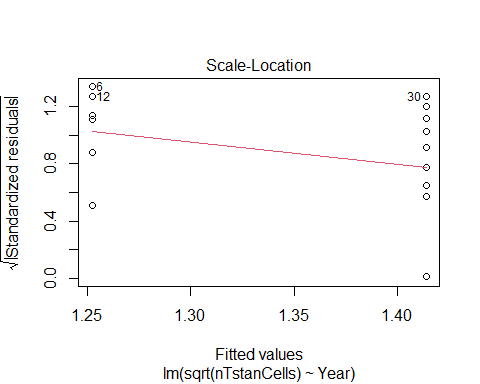 Scale-Location
√|Standardized residuals|
1.2
0.8
0.4
0.0
6
12
30
1.25
1.30
1.35
1.40
Fitted values
lm(sqrt(nTstanCells) ~ Year)